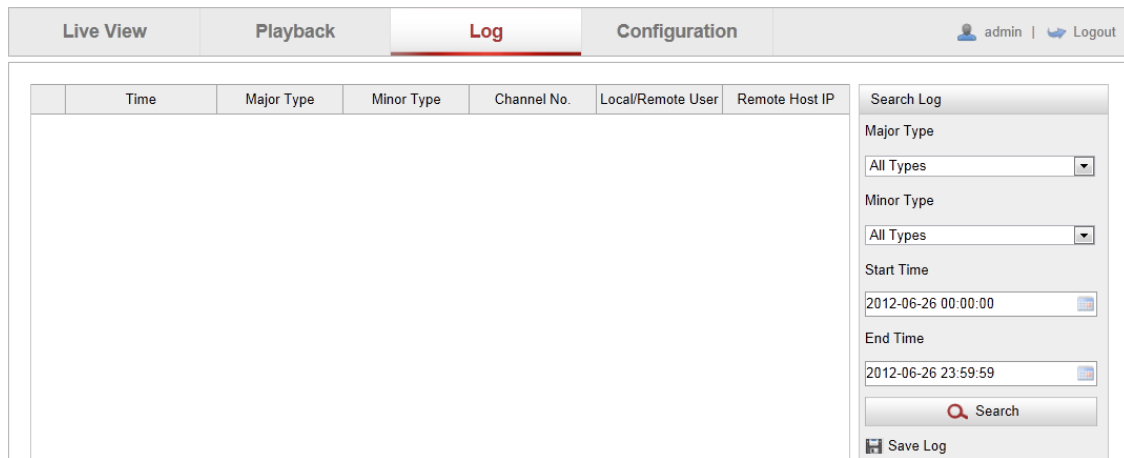 Live View Playback Log Configuration admin | Logout
Time Major Type Minor Type Channel No. Local/Remote User Remote Host IP
Search Log
Major Type
All Types
Minor Type
All Types
Start Time
2012-06-26 00:00:00
End Time
2012-06-26 23:59:59
Search
Save Log